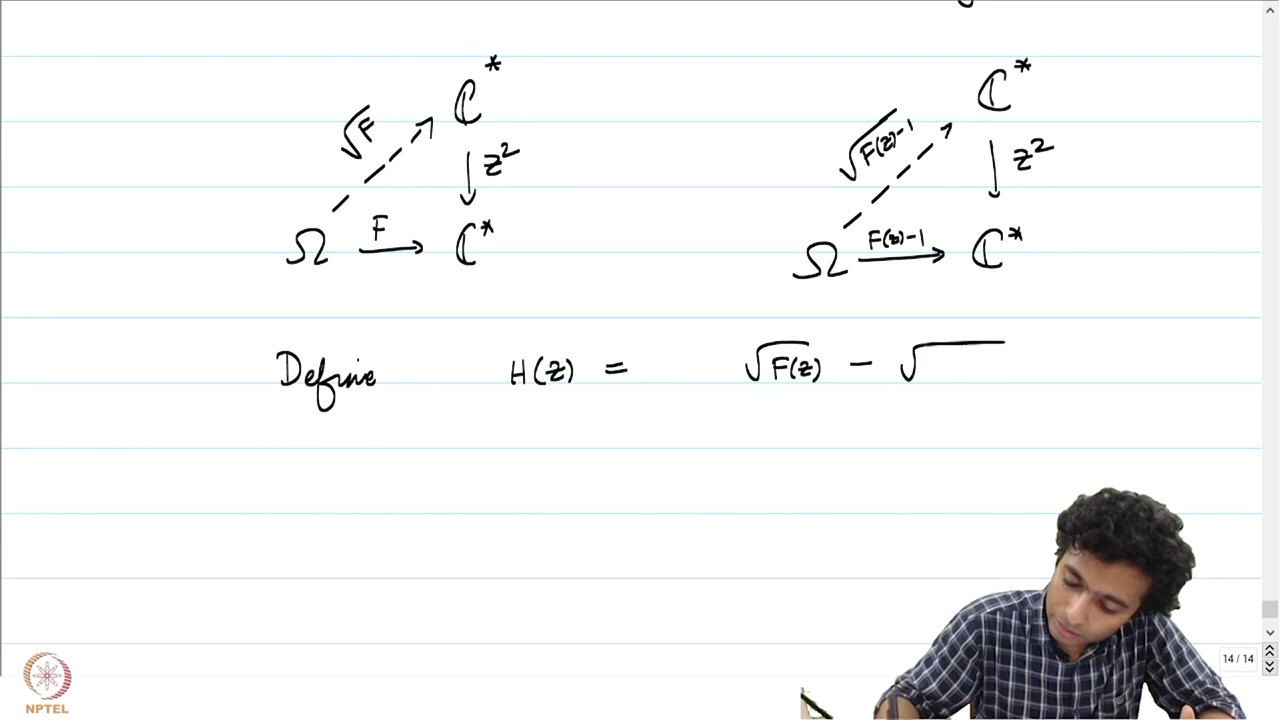 ℂ* ℂ*
√F z² √F(z)-1 z²
Ω F ℂ* Ω F(z)-1 ℂ*
Define H(z) = √F(z) - √
14 / 14
NPTEL